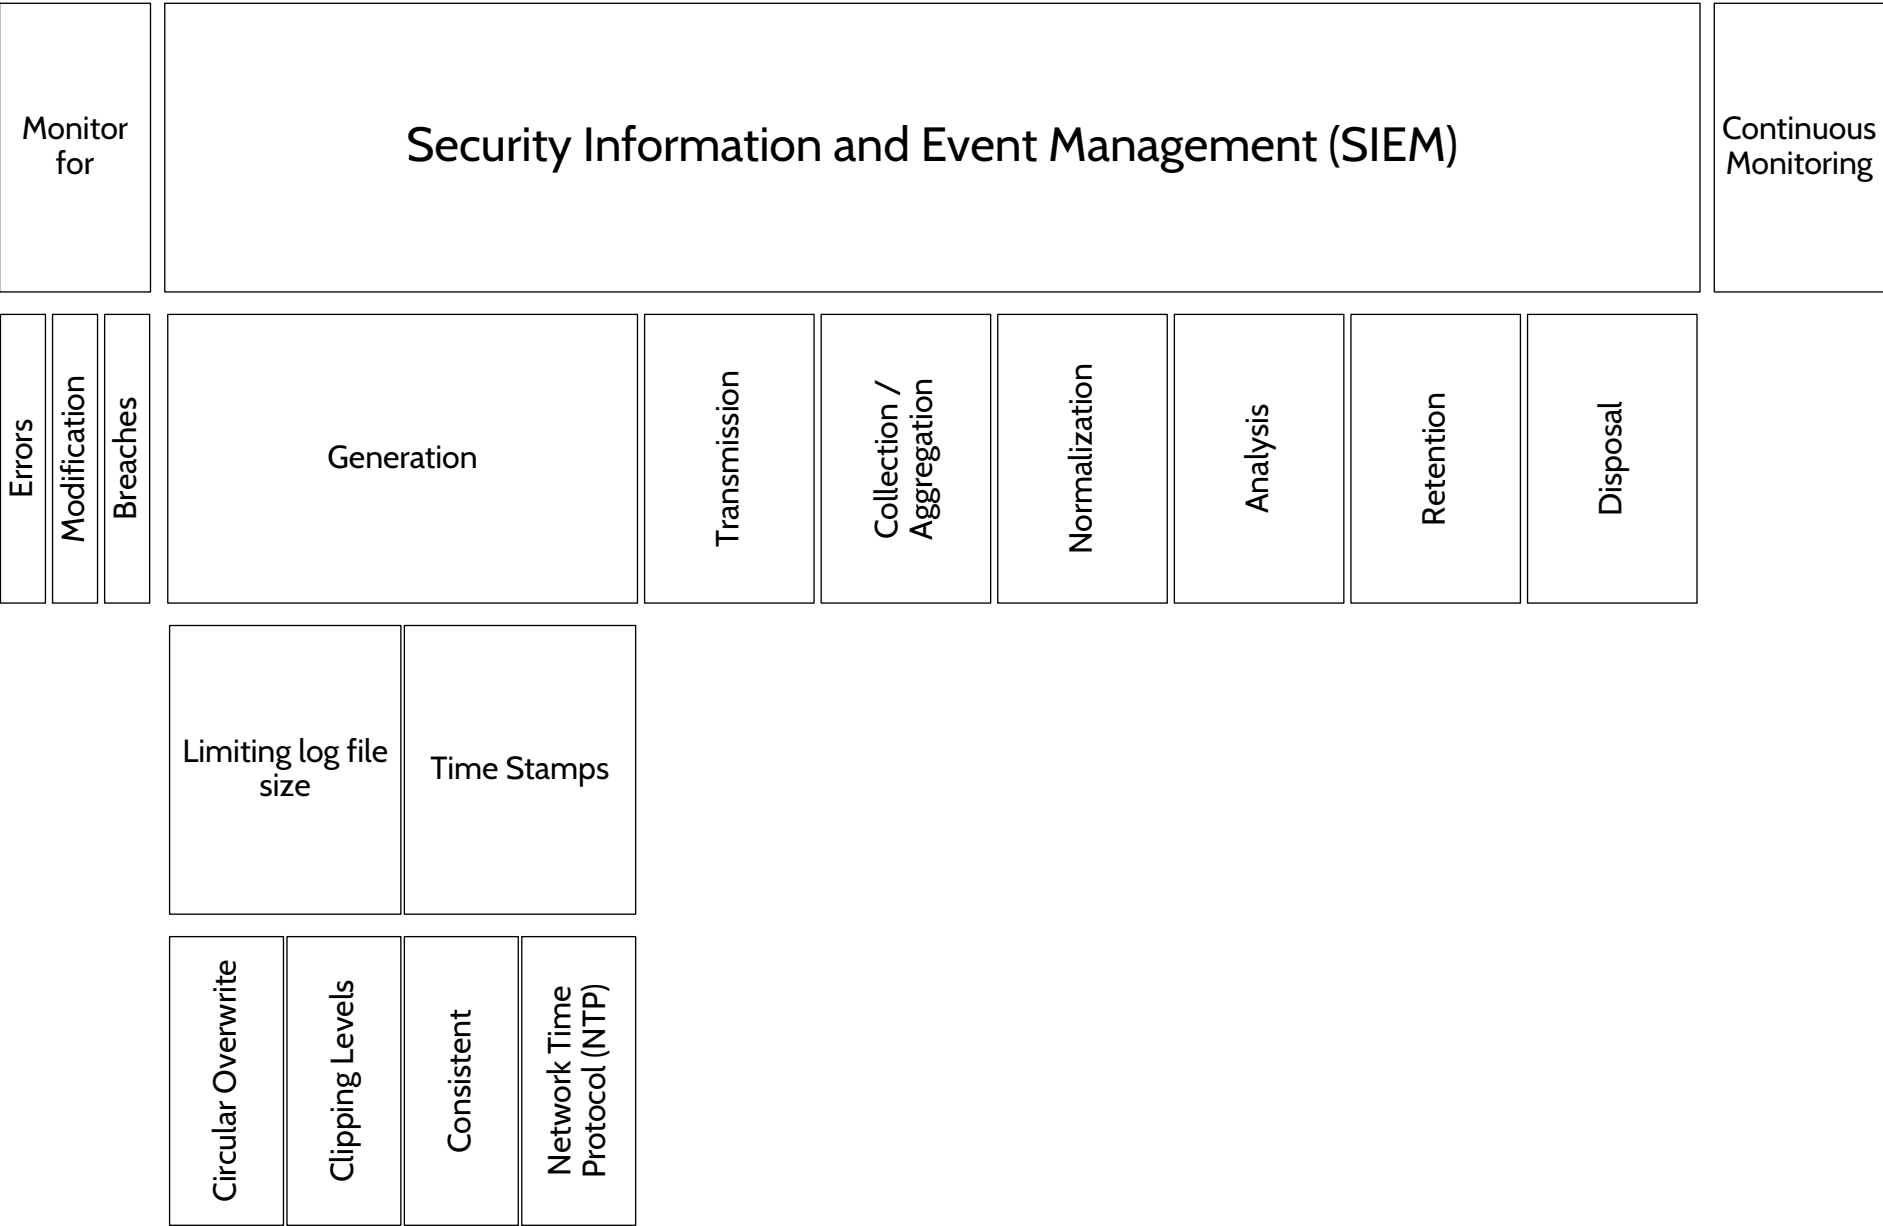 Monitor
for
Security Information and Event Management (SIEM)
Continuous
Monitoring
Errors
Modification
Breaches
Generation
Transmission
Collection /
Aggregation
Normalization
Analysis
Retention
Disposal
Limiting log file
size
Time Stamps
Circular Overwrite
Clipping Levels
Consistent
Network Time
Protocol (NTP)